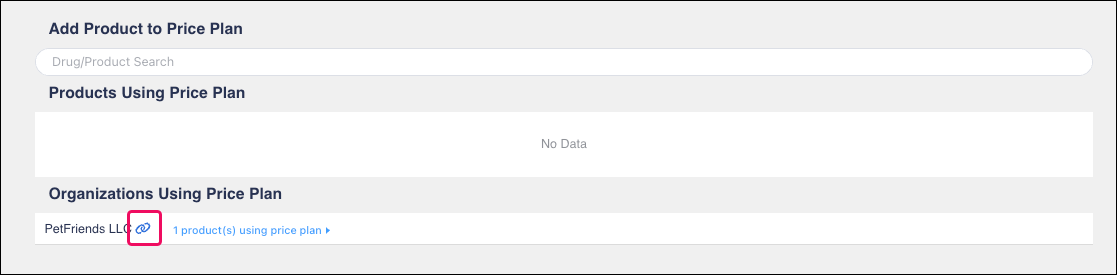 Add Product to Price Plan
Drug/Product Search
Products Using Price Plan
No Data
Organizations Using Price Plan
PetFriends LLC 1 product(s) using price plan